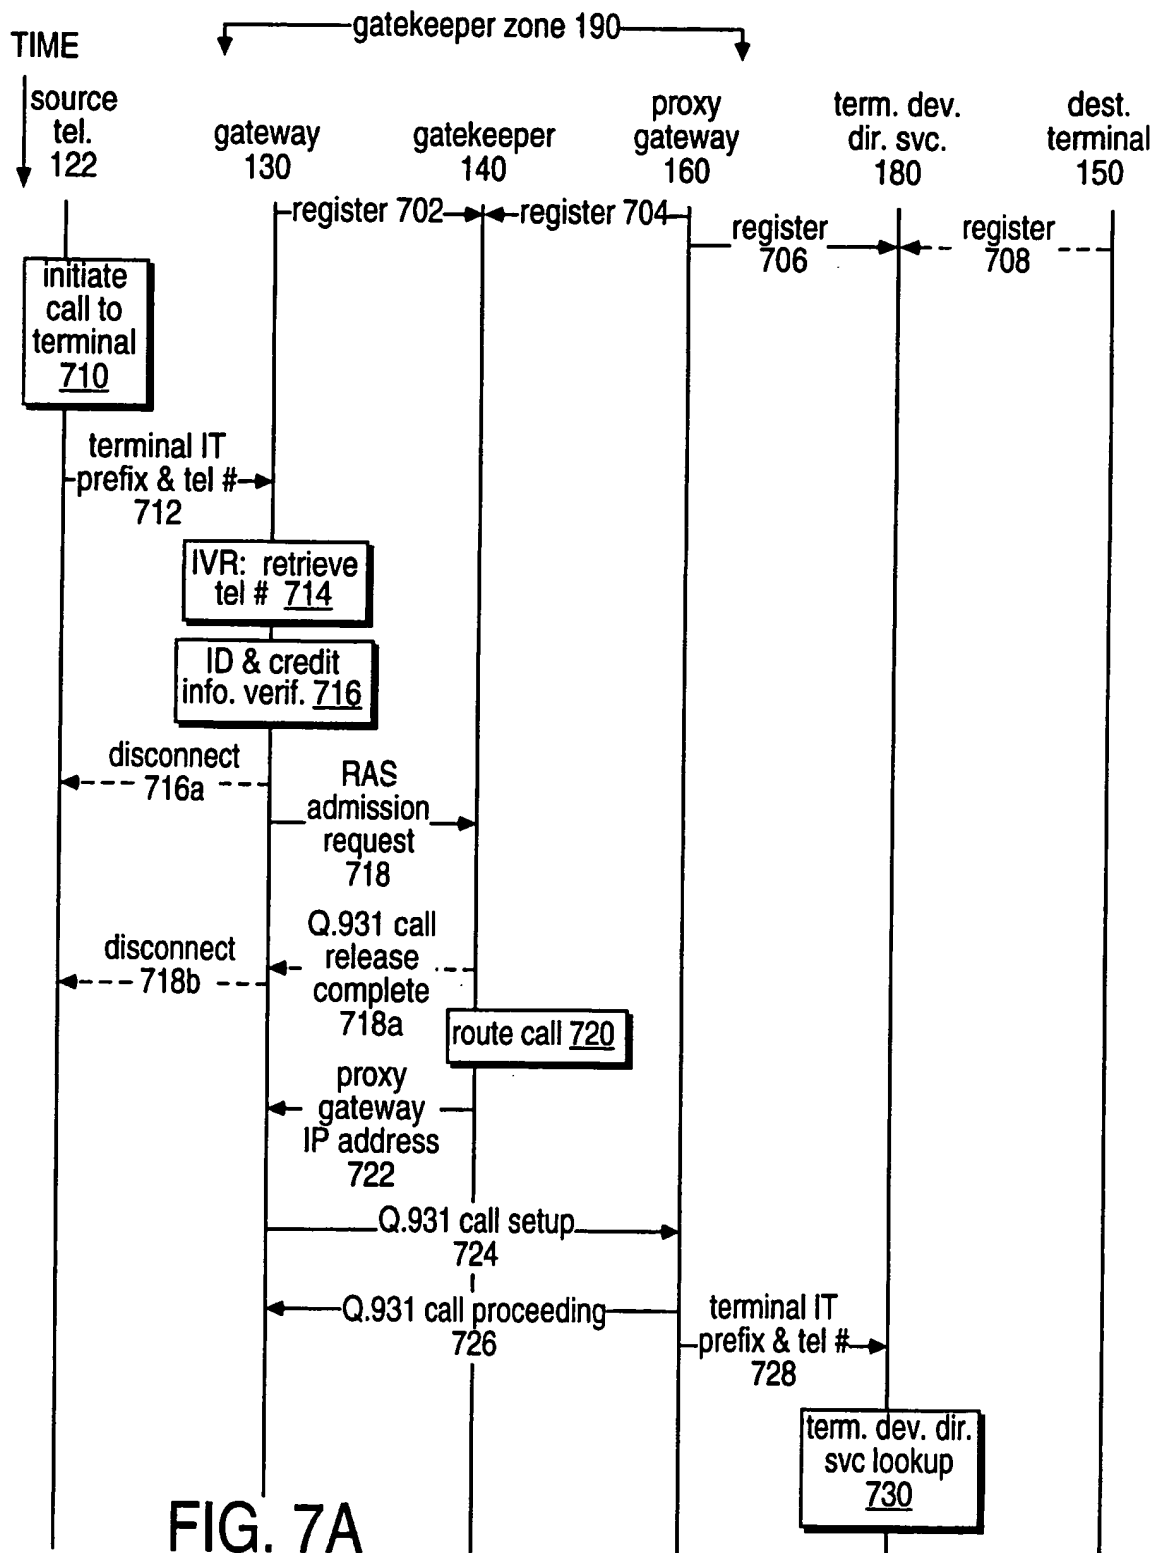 gatekeeper zone 190
TIME
source
tel.
122
gateway
130
gatekeeper
140
proxy
gateway
160
term. dev.
dir. svc.
180
dest.
terminal
150
register 702
register 704
register
706
register
708
initiate
call to
terminal
710
terminal IT
prefix & tel #
712
IVR: retrieve
tel # 714
ID & credit
info. verif. 716
disconnect
716a
RAS
admission
request
718
Q.931 call
release
complete
718a
disconnect
718b
route call 720
proxy
gateway
IP address
722
Q.931 call setup
724
Q.931 call proceeding
726
terminal IT
prefix & tel #
728
term. dev. dir.
svc lookup
730
FIG. 7A